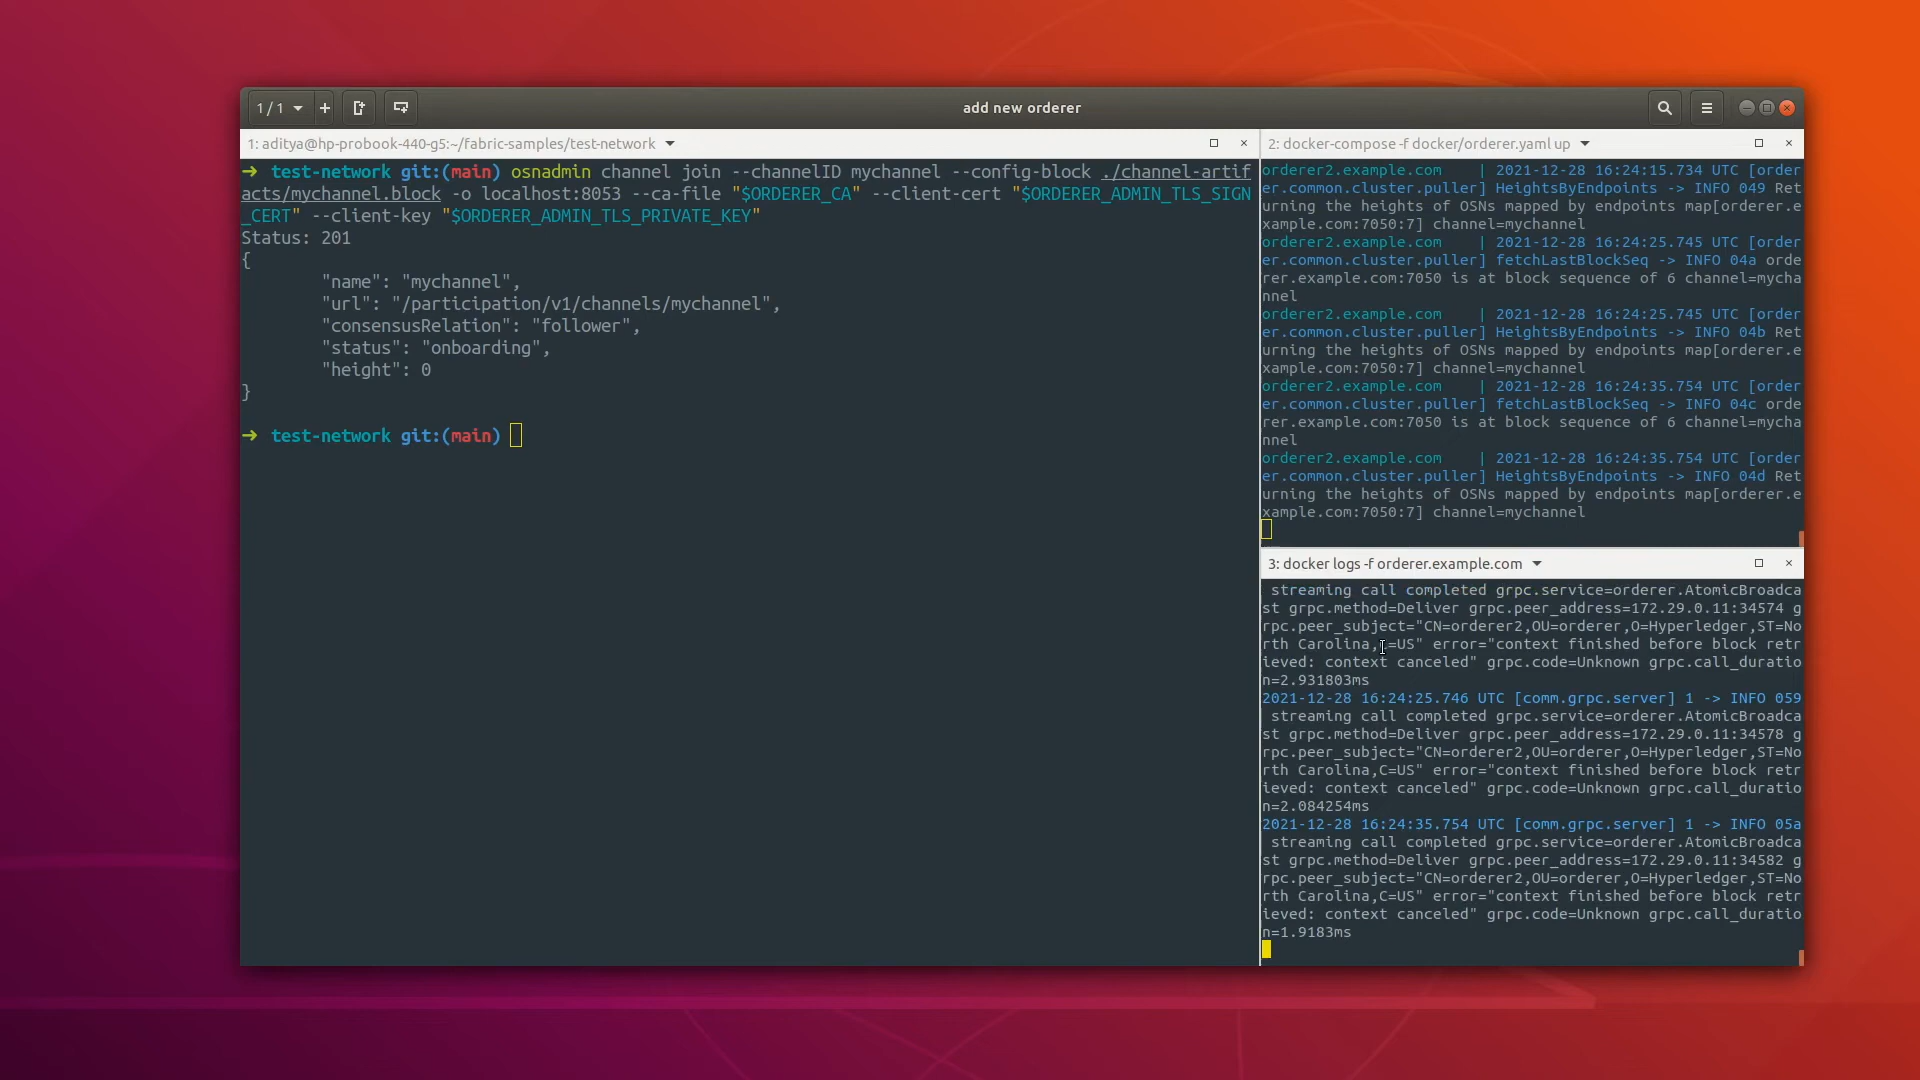 1 / 1
add new orderer
1: aditya@hp-probook-440-g5:~/fabric-samples/test-network
➜  test-network git:(main) osnadmin channel join --channelID mychannel --config-block ./channel-artif
acts/mychannel.block -o localhost:8053 --ca-file "$ORDERER_CA" --client-cert "$ORDERER_ADMIN_TLS_SIGN
_CERT" --client-key "$ORDERER_ADMIN_TLS_PRIVATE_KEY"
Status: 201
{
        "name": "mychannel",
        "url": "/participation/v1/channels/mychannel",
        "consensusRelation": "follower",
        "status": "onboarding",
        "height": 0
}
➜  test-network git:(main)
2: docker-compose -f docker/orderer.yaml up
orderer2.example.com    | 2021-12-28 16:24:15.734 UTC [order
er.common.cluster.puller] HeightsByEndpoints -> INFO 049 Ret
urning the heights of OSNs mapped by endpoints map[orderer.e
xample.com:7050:7] channel=mychannel
orderer2.example.com    | 2021-12-28 16:24:25.745 UTC [order
er.common.cluster.puller] fetchLastBlockSeq -> INFO 04a orde
rer.example.com:7050 is at block sequence of 6 channel=mycha
nnel
orderer2.example.com    | 2021-12-28 16:24:25.745 UTC [order
er.common.cluster.puller] HeightsByEndpoints -> INFO 04b Ret
urning the heights of OSNs mapped by endpoints map[orderer.e
xample.com:7050:7] channel=mychannel
orderer2.example.com    | 2021-12-28 16:24:35.754 UTC [order
er.common.cluster.puller] fetchLastBlockSeq -> INFO 04c orde
rer.example.com:7050 is at block sequence of 6 channel=mycha
nnel
orderer2.example.com    | 2021-12-28 16:24:35.754 UTC [order
er.common.cluster.puller] HeightsByEndpoints -> INFO 04d Ret
urning the heights of OSNs mapped by endpoints map[orderer.e
xample.com:7050:7] channel=mychannel
3: docker logs -f orderer.example.com
 streaming call completed grpc.service=orderer.AtomicBroadca
st grpc.method=Deliver grpc.peer_address=172.29.0.11:34574 g
rpc.peer_subject="CN=orderer2,OU=orderer,O=Hyperledger,ST=No
rth Carolina,C=US" error="context finished before block retr
ieved: context canceled" grpc.code=Unknown grpc.call_duratio
n=2.931803ms
2021-12-28 16:24:25.746 UTC [comm.grpc.server] 1 -> INFO 059
 streaming call completed grpc.service=orderer.AtomicBroadca
st grpc.method=Deliver grpc.peer_address=172.29.0.11:34578 g
rpc.peer_subject="CN=orderer2,OU=orderer,O=Hyperledger,ST=No
rth Carolina,C=US" error="context finished before block retr
ieved: context canceled" grpc.code=Unknown grpc.call_duratio
n=2.084254ms
2021-12-28 16:24:35.754 UTC [comm.grpc.server] 1 -> INFO 05a
 streaming call completed grpc.service=orderer.AtomicBroadca
st grpc.method=Deliver grpc.peer_address=172.29.0.11:34582 g
rpc.peer_subject="CN=orderer2,OU=orderer,O=Hyperledger,ST=No
rth Carolina,C=US" error="context finished before block retr
ieved: context canceled" grpc.code=Unknown grpc.call_duratio
n=1.9183ms